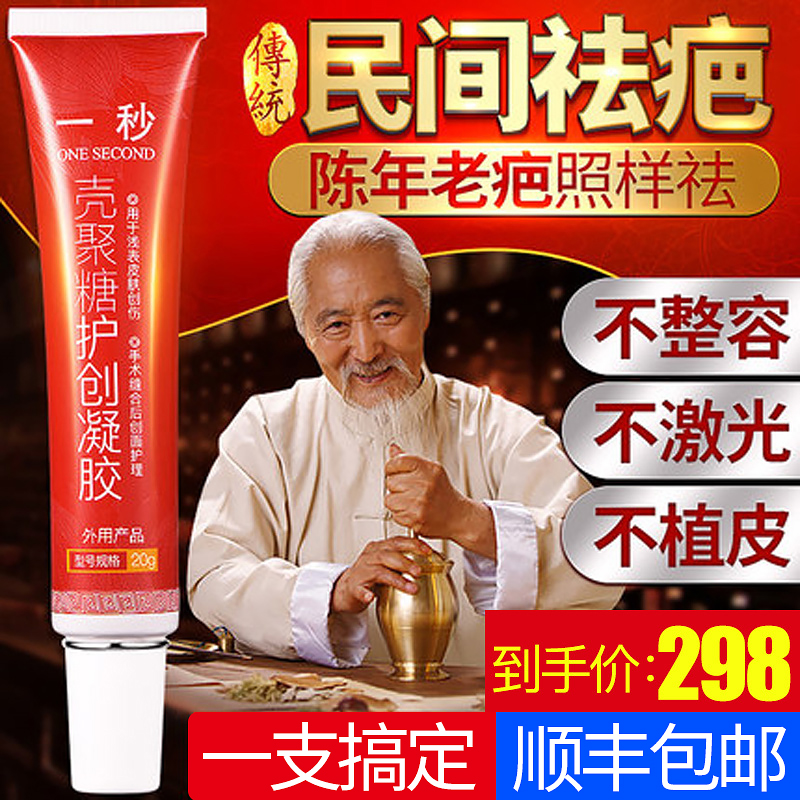 傳統
民间祛疤
陈年老疤照样祛
一秒
ONE SECOND
壳聚糖护创凝胶
用于浅表皮肤创伤
手术缝合后创面护理
外用产品
型号规格 20g
不整容
不激光
不植皮
到手价:298
一支搞定
顺丰包邮